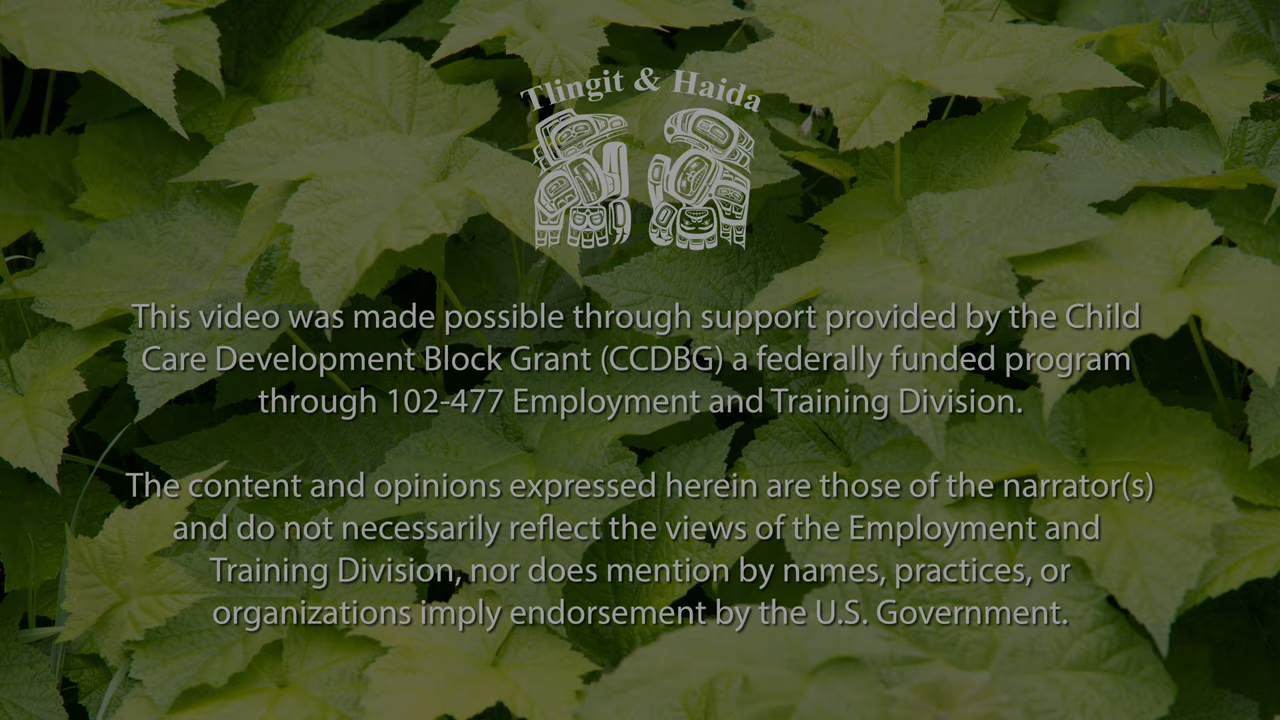 Tlingit & Haida
This video was made possible through support provided by the Child
Care Development Block Grant (CCDBG) a federally funded program
through 102-477 Employment and Training Division.
The content and opinions expressed herein are those of the narrator(s)
and do not necessarily reflect the views of the Employment and
Training Division, nor does mention by names, practices, or
organizations imply endorsement by the U.S. Government.